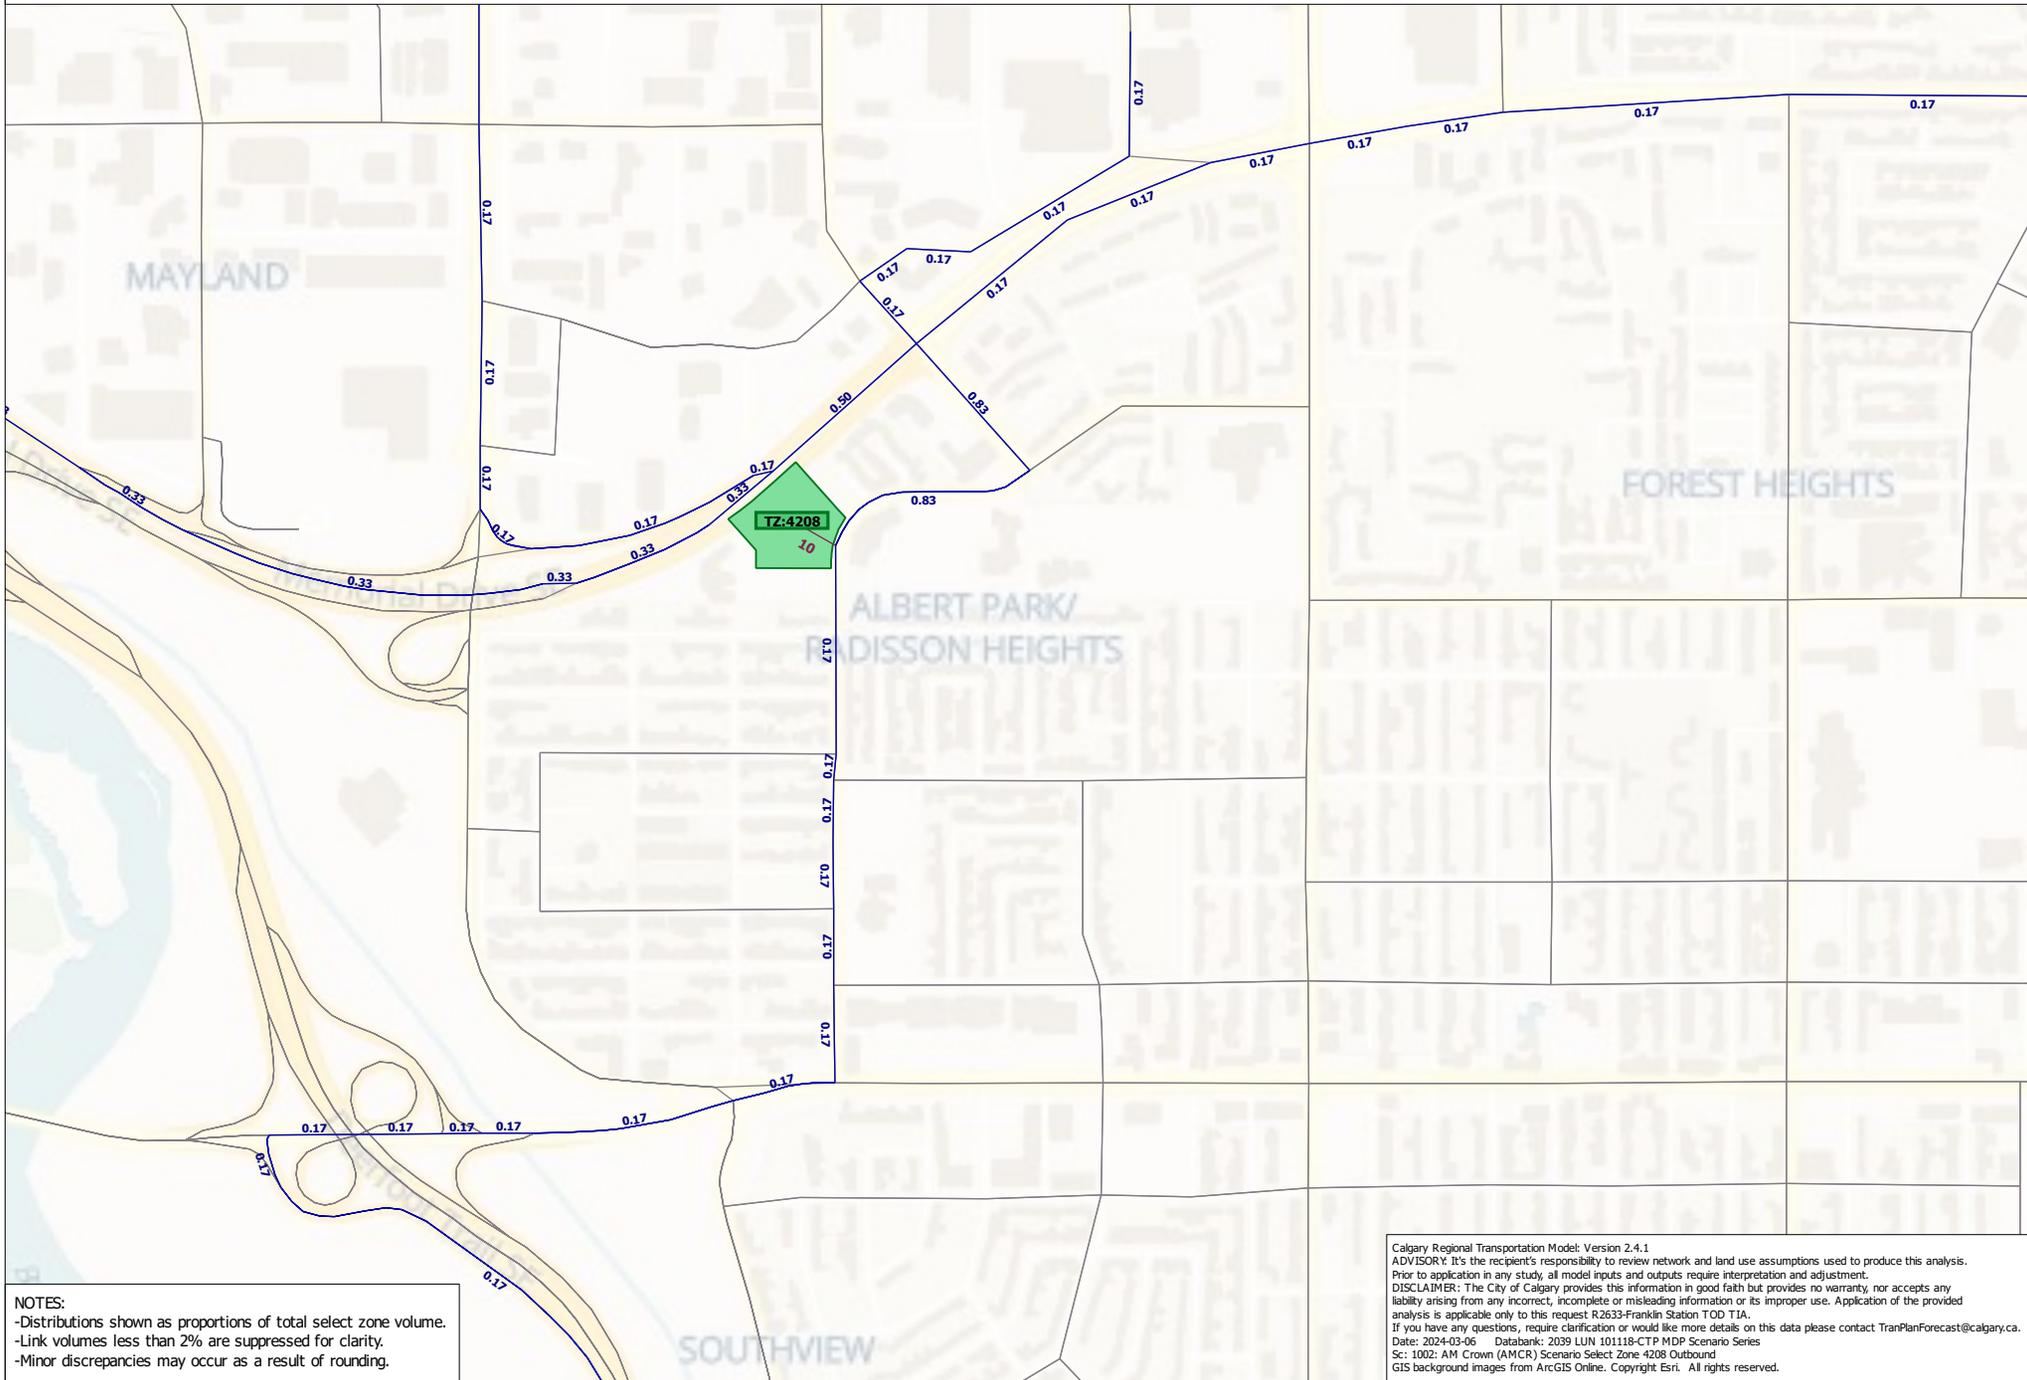 0.17
0.17
0.17
0.17
0.17
0.17
0.17
0.17
0.17
0.17
0.17
0.17
MAYLAND
0.17
0.17
0.17
0.17
0.50
0.83
0.17
0.33
0.17
0.33
0.17
0.17
0.33
0.33
0.33
0.83
FOREST HEIGHTS
TZ:4208
10
Drive SE
Memorial Drive SE
ALBERT PARK/
RADISSON HEIGHTS
0.17
0.17
0.17
0.17
0.17
0.17
0.17
0.17
0.17
0.17
0.17
0.17
0.17
0.17
Trail SE
SOUTHVIEW
NOTES:
-Distributions shown as proportions of total select zone volume.
-Link volumes less than 2% are suppressed for clarity.
-Minor discrepancies may occur as a result of rounding.
Calgary Regional Transportation Model: Version 2.4.1
ADVISORY: It's the recipient's responsibility to review network and land use assumptions used to produce this analysis.
Prior to application in any study, all model inputs and outputs require interpretation and adjustment.
DISCLAIMER: The City of Calgary provides this information in good faith but provides no warranty, nor accepts any
liability arising from any incorrect, incomplete or misleading information or its improper use. Application of the provided
analysis is applicable only to this request R2633-Franklin Station TOD TIA.
If you have any questions, require clarification or would like more details on this data please contact TranPlanForecast@calgary.ca.
Date: 2024-03-06 Databank: 2039 LUN 101118-CTP MDP Scenario Series
Sc: 1002: AM Crown (AMCR) Scenario Select Zone 4208 Outbound
GIS background images from ArcGIS Online. Copyright Esri. All rights reserved.